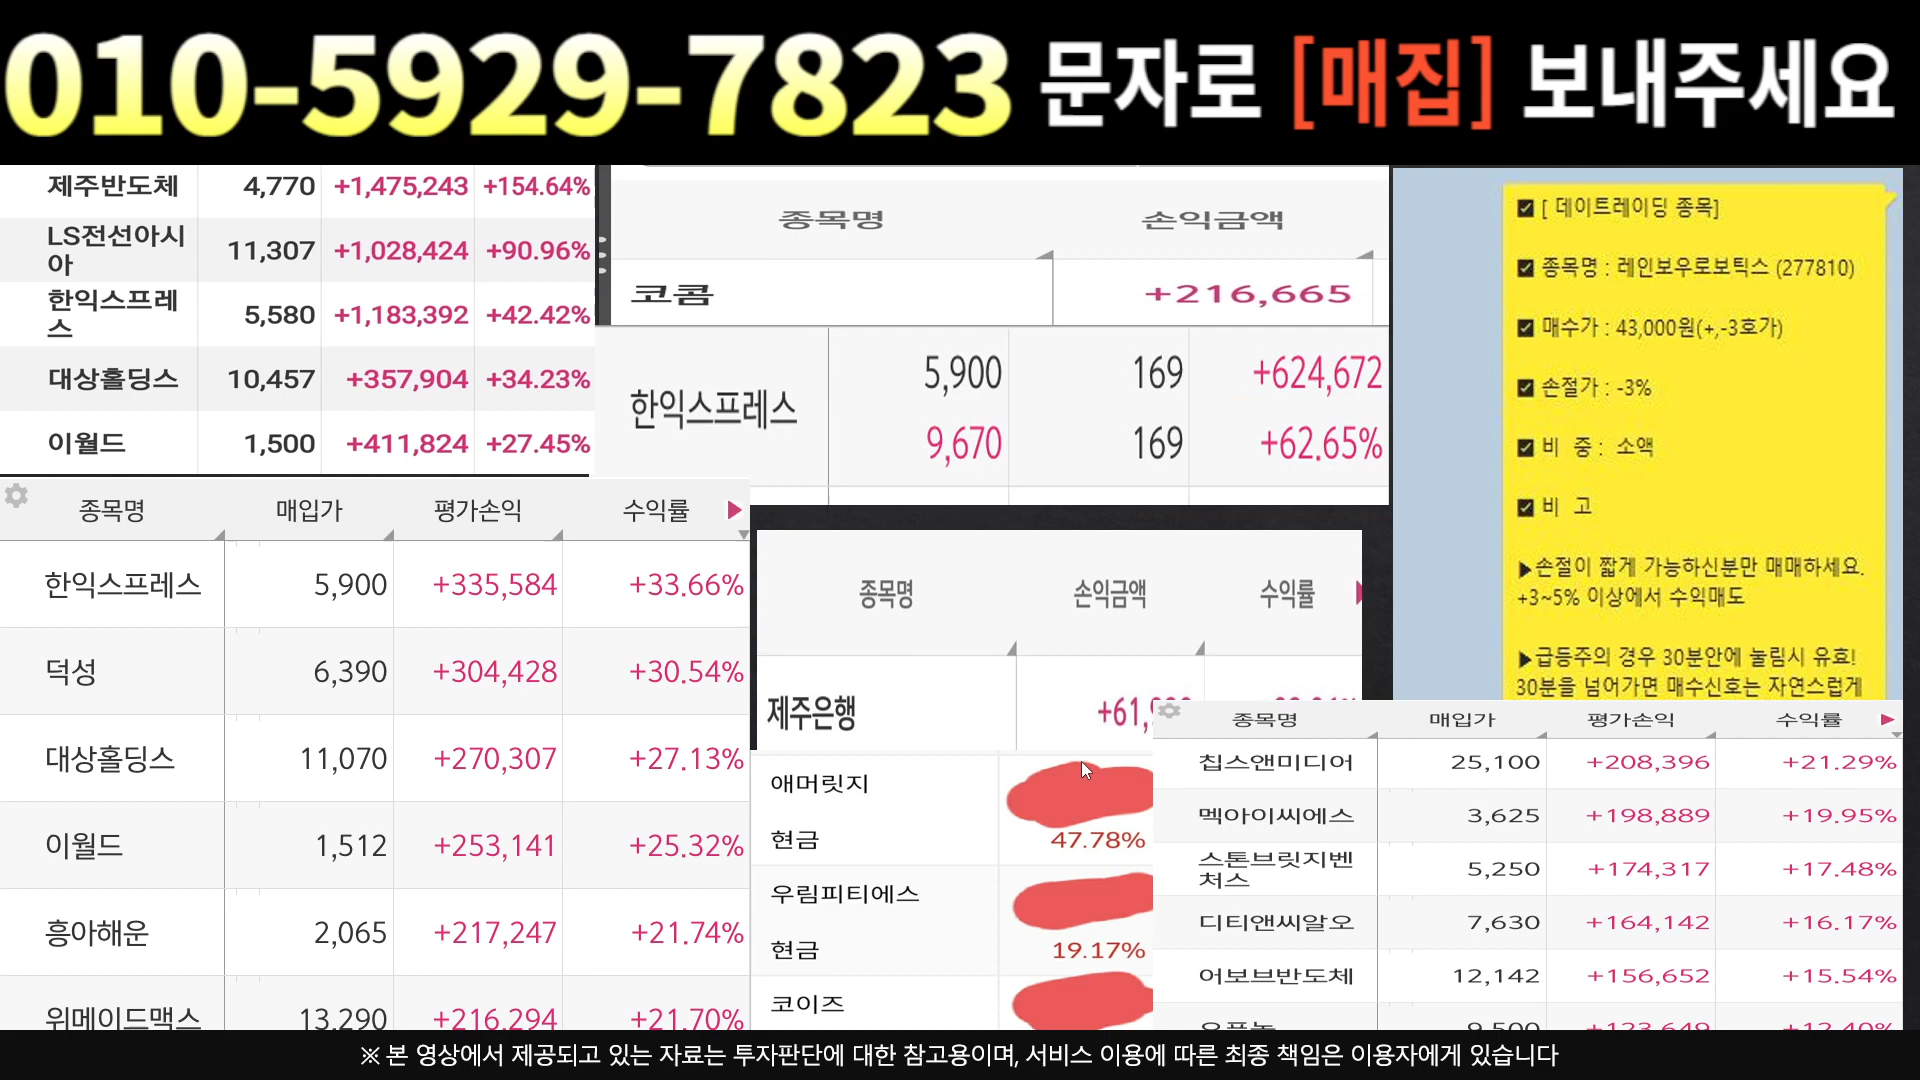 010-5929-7823 문자로 [매집] 보내주세요
제주반도체 4,770 +1,475,243 +154.64%
LS전선아시아 11,307 +1,028,424 +90.96%
한익스프레스 5,580 +1,183,392 +42.42%
대상홀딩스 10,457 +357,904 +34.23%
이월드 1,500 +411,824 +27.45%
종목명 손익금액
코콤 +216,665
한익스프레스 5,900 169 +624,672
9,670 169 +62.65%
☑ [ 데이트레이딩 종목]
☑ 종목명 : 레인보우로보틱스 (277810)
☑ 매수가 : 43,000원(+,-3호가)
☑ 손절가 : -3%
☑ 비 중 : 소액
☑ 비 고
▶손절이 짧게 가능하신분만 매매하세요.
+3~5% 이상에서 수익매도
▶급등주의 경우 30분안에 눌림시 유효!
30분을 넘어가면 매수신호는 자연스럽게
종목명 매입가 평가손익 수익률
한익스프레스 5,900 +335,584 +33.66%
덕성 6,390 +304,428 +30.54%
대상홀딩스 11,070 +270,307 +27.13%
이월드 1,512 +253,141 +25.32%
흥아해운 2,065 +217,247 +21.74%
위메이드맥스 13,290 +216,294 +21.70%
종목명 손익금액 수익률
제주은행 +61,
애머릿지
현금 47.78%
우림피티에스
현금 19.17%
코이즈
종목명 매입가 평가손익 수익률
칩스앤미디어 25,100 +208,396 +21.29%
멕아이씨에스 3,625 +198,889 +19.95%
스톤브릿지벤처스 5,250 +174,317 +17.48%
디티앤씨알오 7,630 +164,142 +16.17%
어보브반도체 12,142 +156,652 +15.54%
※ 본 영상에서 제공되고 있는 자료는 투자판단에 대한 참고용이며, 서비스 이용에 따른 최종 책임은 이용자에게 있습니다